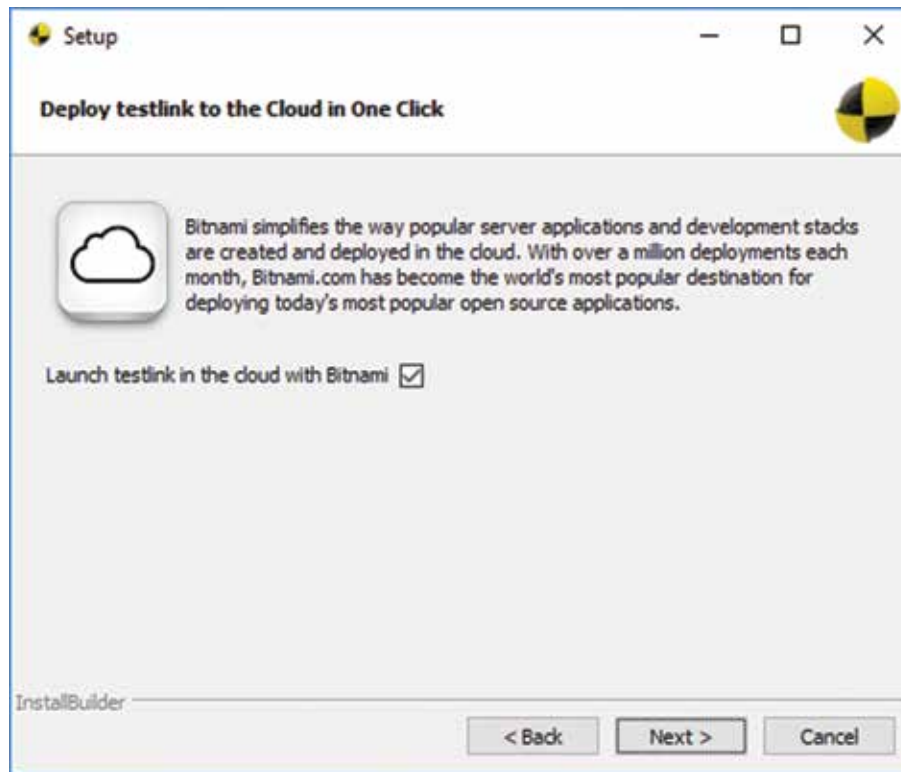 Setup
Deploy testlink to the Cloud in One Click
Bitnami simplifies the way popular server applications and development stacks
are created and deployed in the cloud. With over a million deployments each
month, Bitnami.com has become the world's most popular destination for
deploying today's most popular open source applications.
Launch testlink in the cloud with Bitnami
InstallBuilder
< Back Next > Cancel